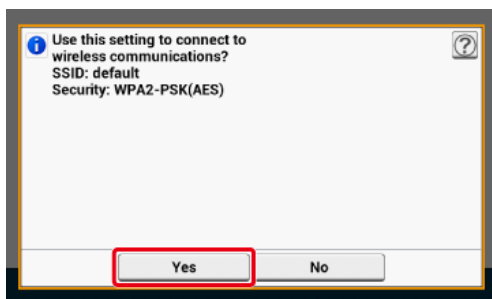 Use this setting to connect to
wireless communications?
SSID: default
Security: WPA2-PSK(AES)
Yes No